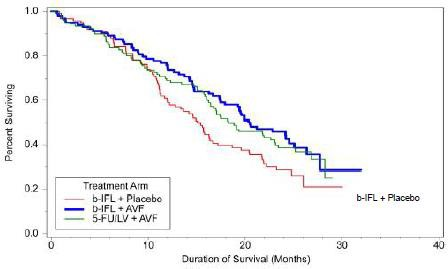 1.0
0.8
0.6
0.4
0.2
0.0
Percent Surviving
Treatment Arm
b-IFL + Placebo
b-IFL + AVF
5-FU/LV + AVF
b-IFL + Placebo
0
10
20
30
40
Duration of Survival (Months)